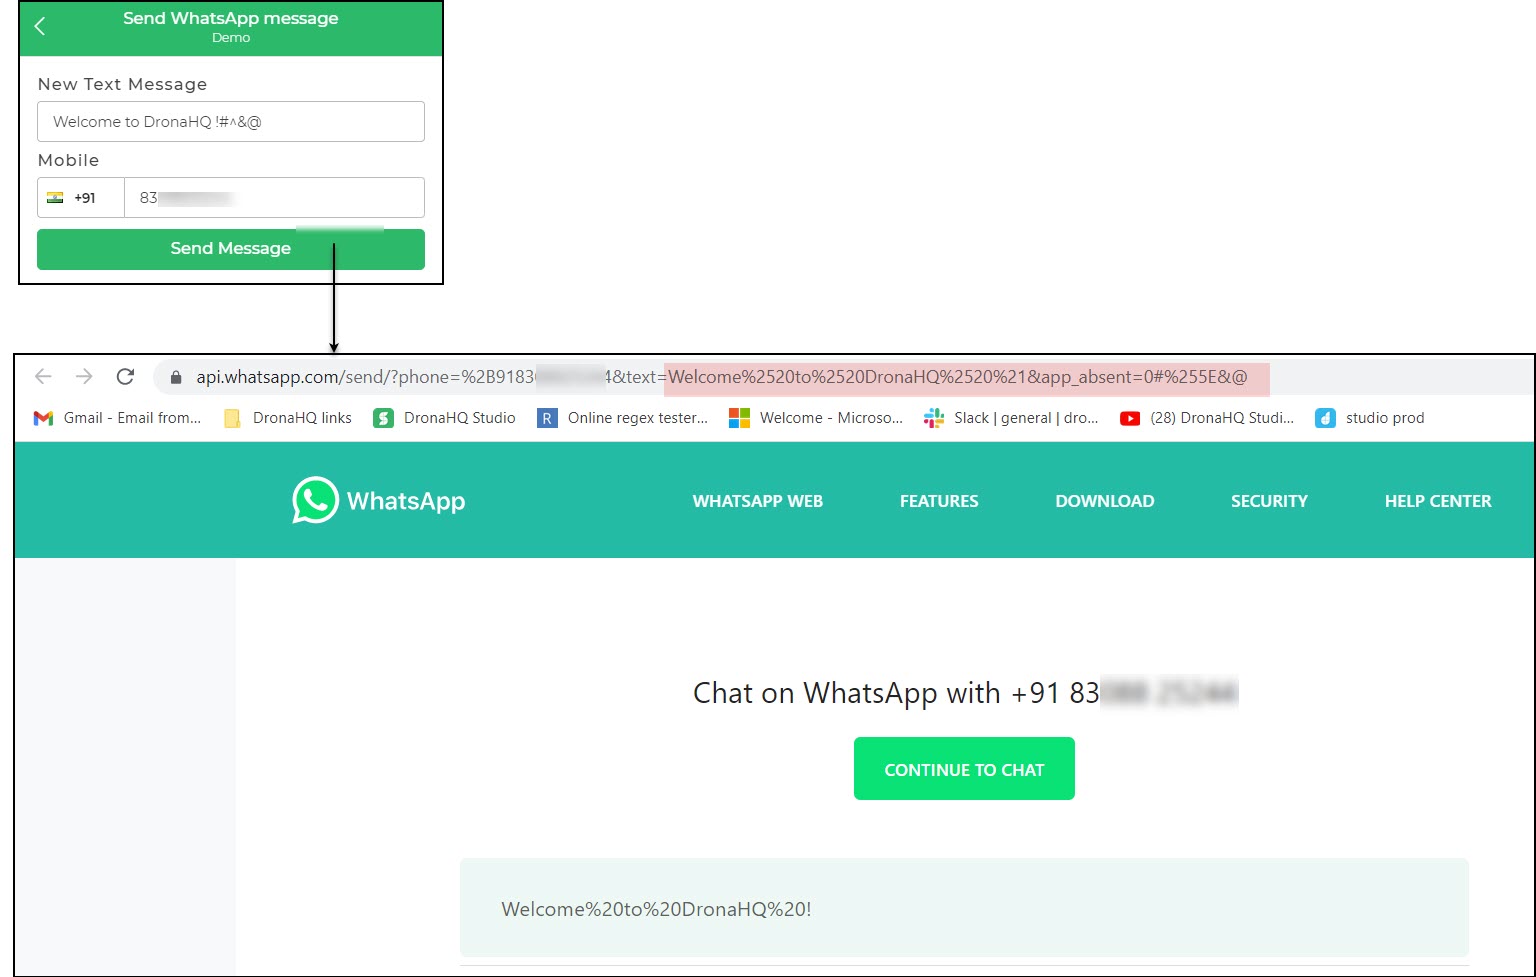 Send WhatsApp message
Demo
New Text Message
Welcome to DronaHQ !#^&@
Mobile
+91 83
Send Message
api.whatsapp.com/send/?phone=%2B9183 4&text=Welcome%2520to%2520DronaHQ%2520%21&app_absent=0#%255E&@
Gmail - Email from... DronaHQ links DronaHQ Studio R Online regex tester... Welcome - Microso... Slack | general | dro... (28) DronaHQ Studi... studio prod
WhatsApp WHATSAPP WEB FEATURES DOWNLOAD SECURITY HELP CENTER
Chat on WhatsApp with +91 83
CONTINUE TO CHAT
Welcome%20to%20DronaHQ%20!